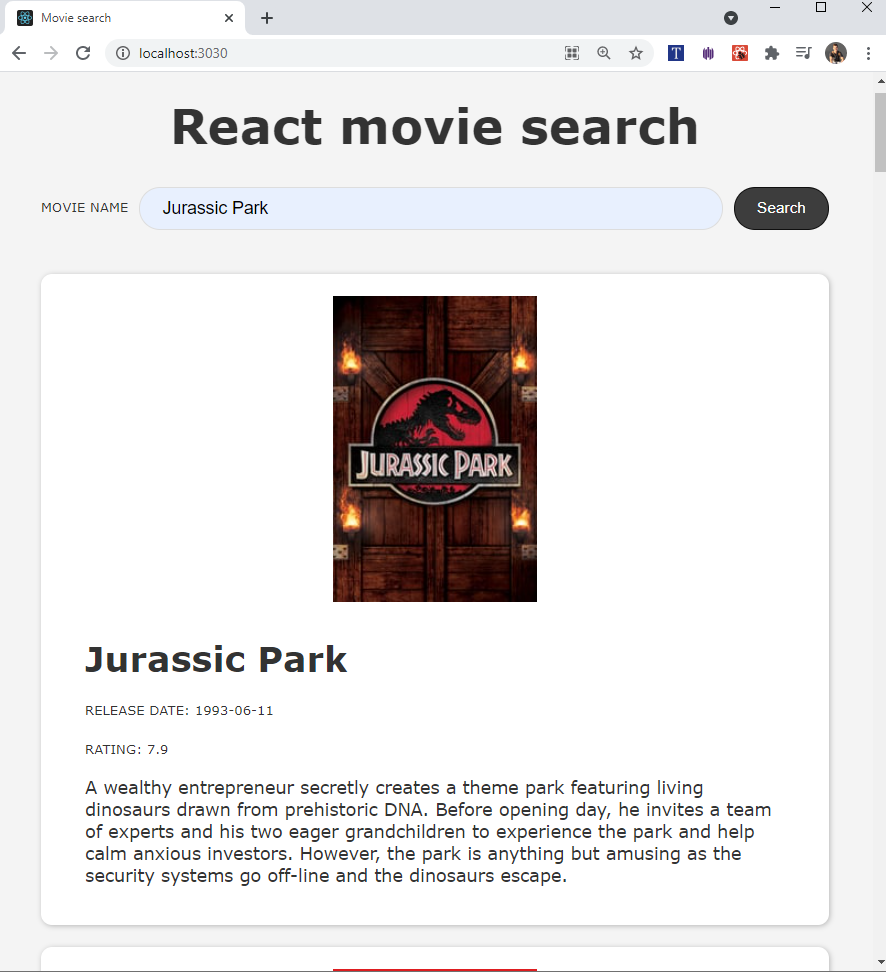 Movie search
localhost:3030
T
React movie search
MOVIE NAME
Jurassic Park
Search
JURASSIC PARK
Jurassic Park
RELEASE DATE: 1993-06-11
RATING: 7.9
A wealthy entrepreneur secretly creates a theme park featuring living
dinosaurs drawn from prehistoric DNA. Before opening day, he invites a team
of experts and his two eager grandchildren to experience the park and help
calm anxious investors. However, the park is anything but amusing as the
security systems go off-line and the dinosaurs escape.